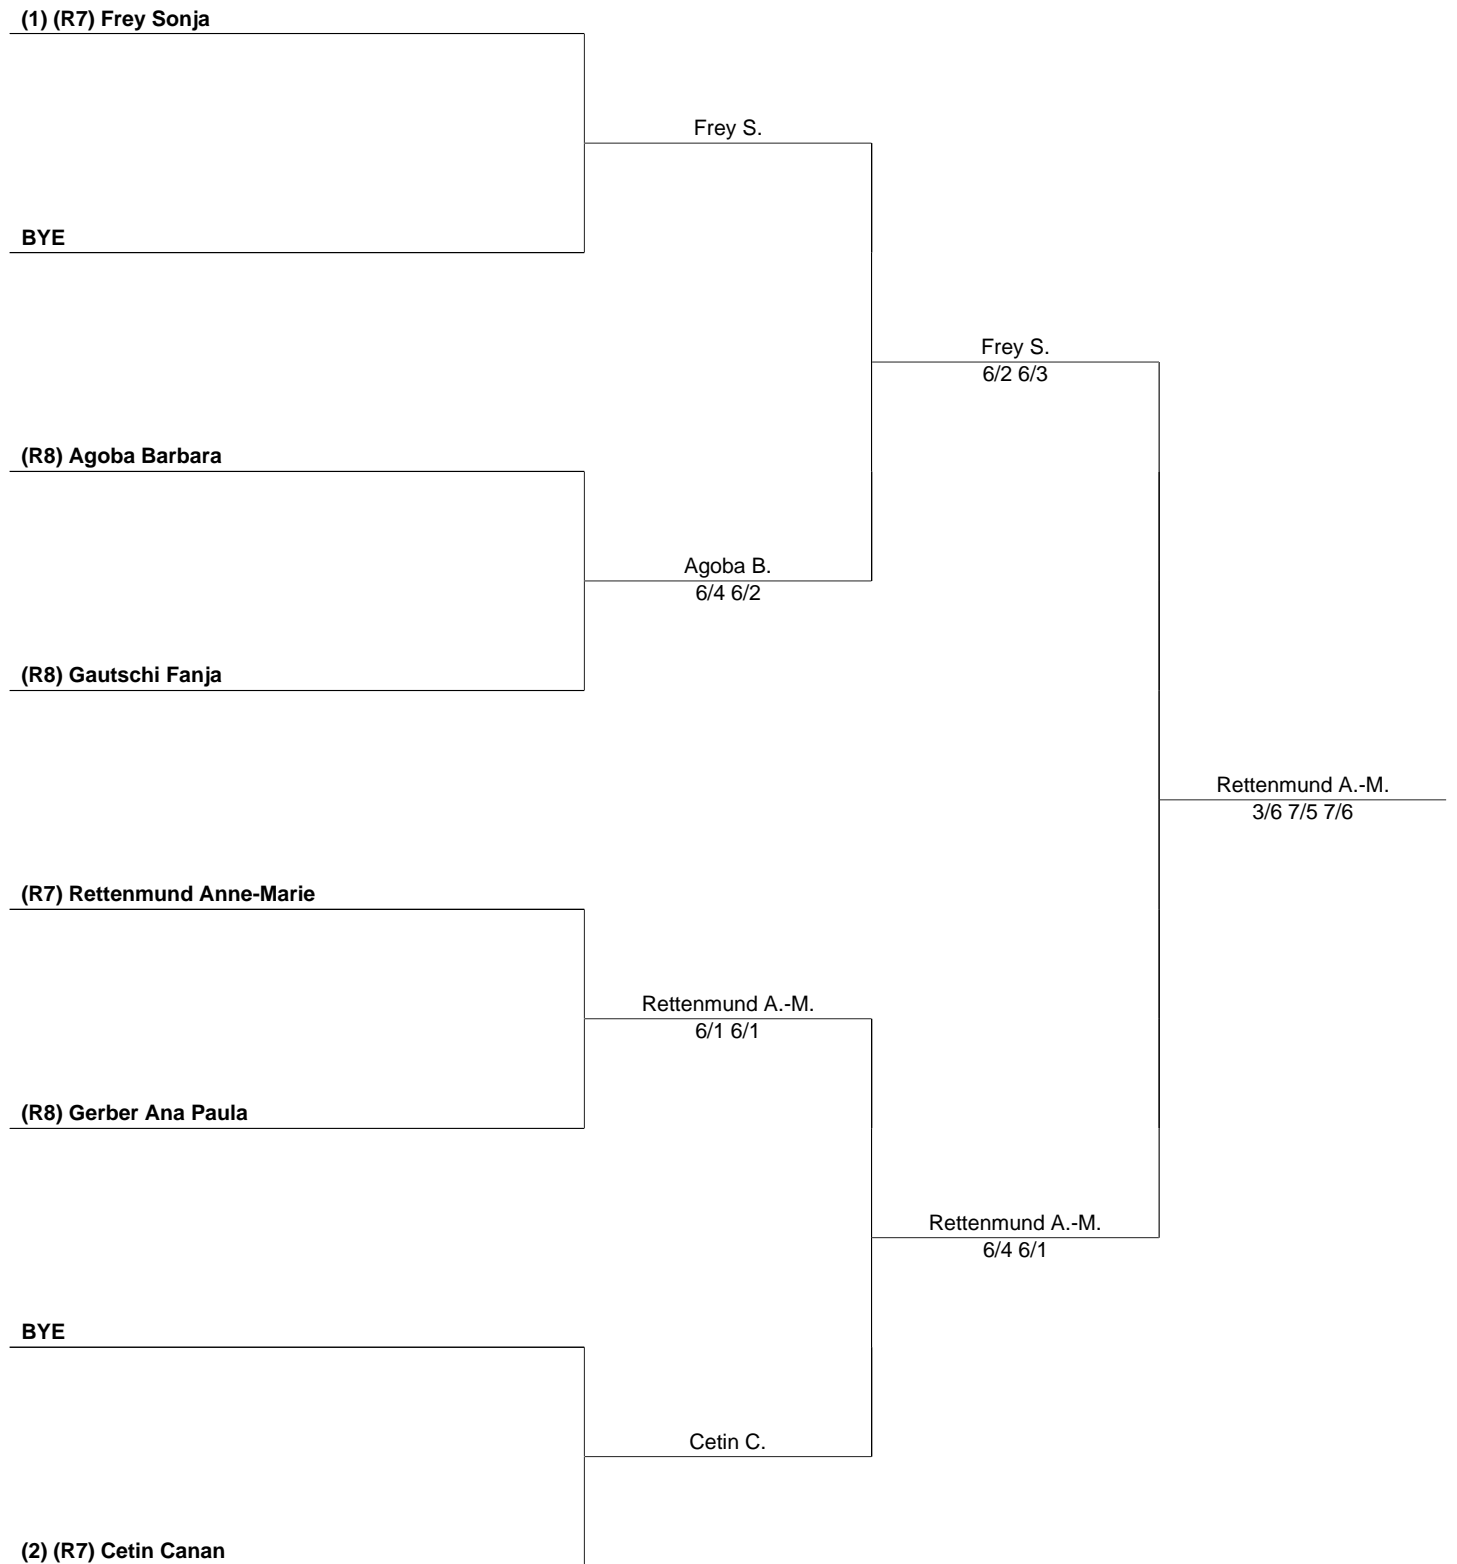 (1) (R7) Frey Sonja
Frey S.
BYE
Frey S.
6/2 6/3
(R8) Agoba Barbara
Agoba B.
6/4 6/2
(R8) Gautschi Fanja
Rettenmund A.-M.
3/6 7/5 7/6
(R7) Rettenmund Anne-Marie
Rettenmund A.-M.
6/1 6/1
(R8) Gerber Ana Paula
Rettenmund A.-M.
6/4 6/1
BYE
Cetin C.
(2) (R7) Cetin Canan